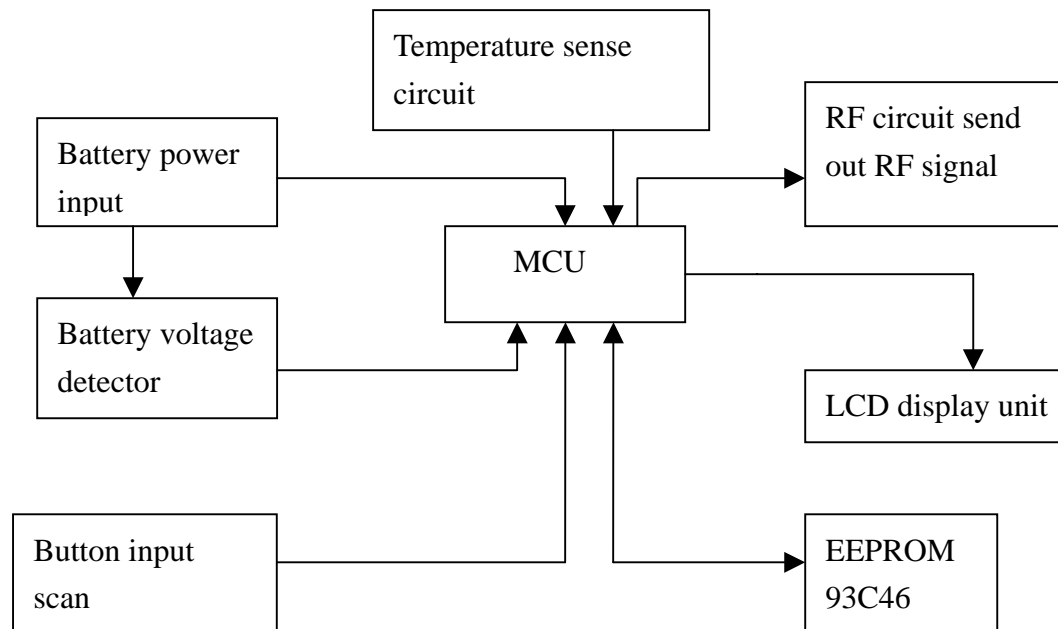 Temperature sense
circuit
RF circuit send
out RF signal
Battery power
input
MCU
Battery voltage
detector
LCD display unit
Button input
scan
EEPROM
93C46